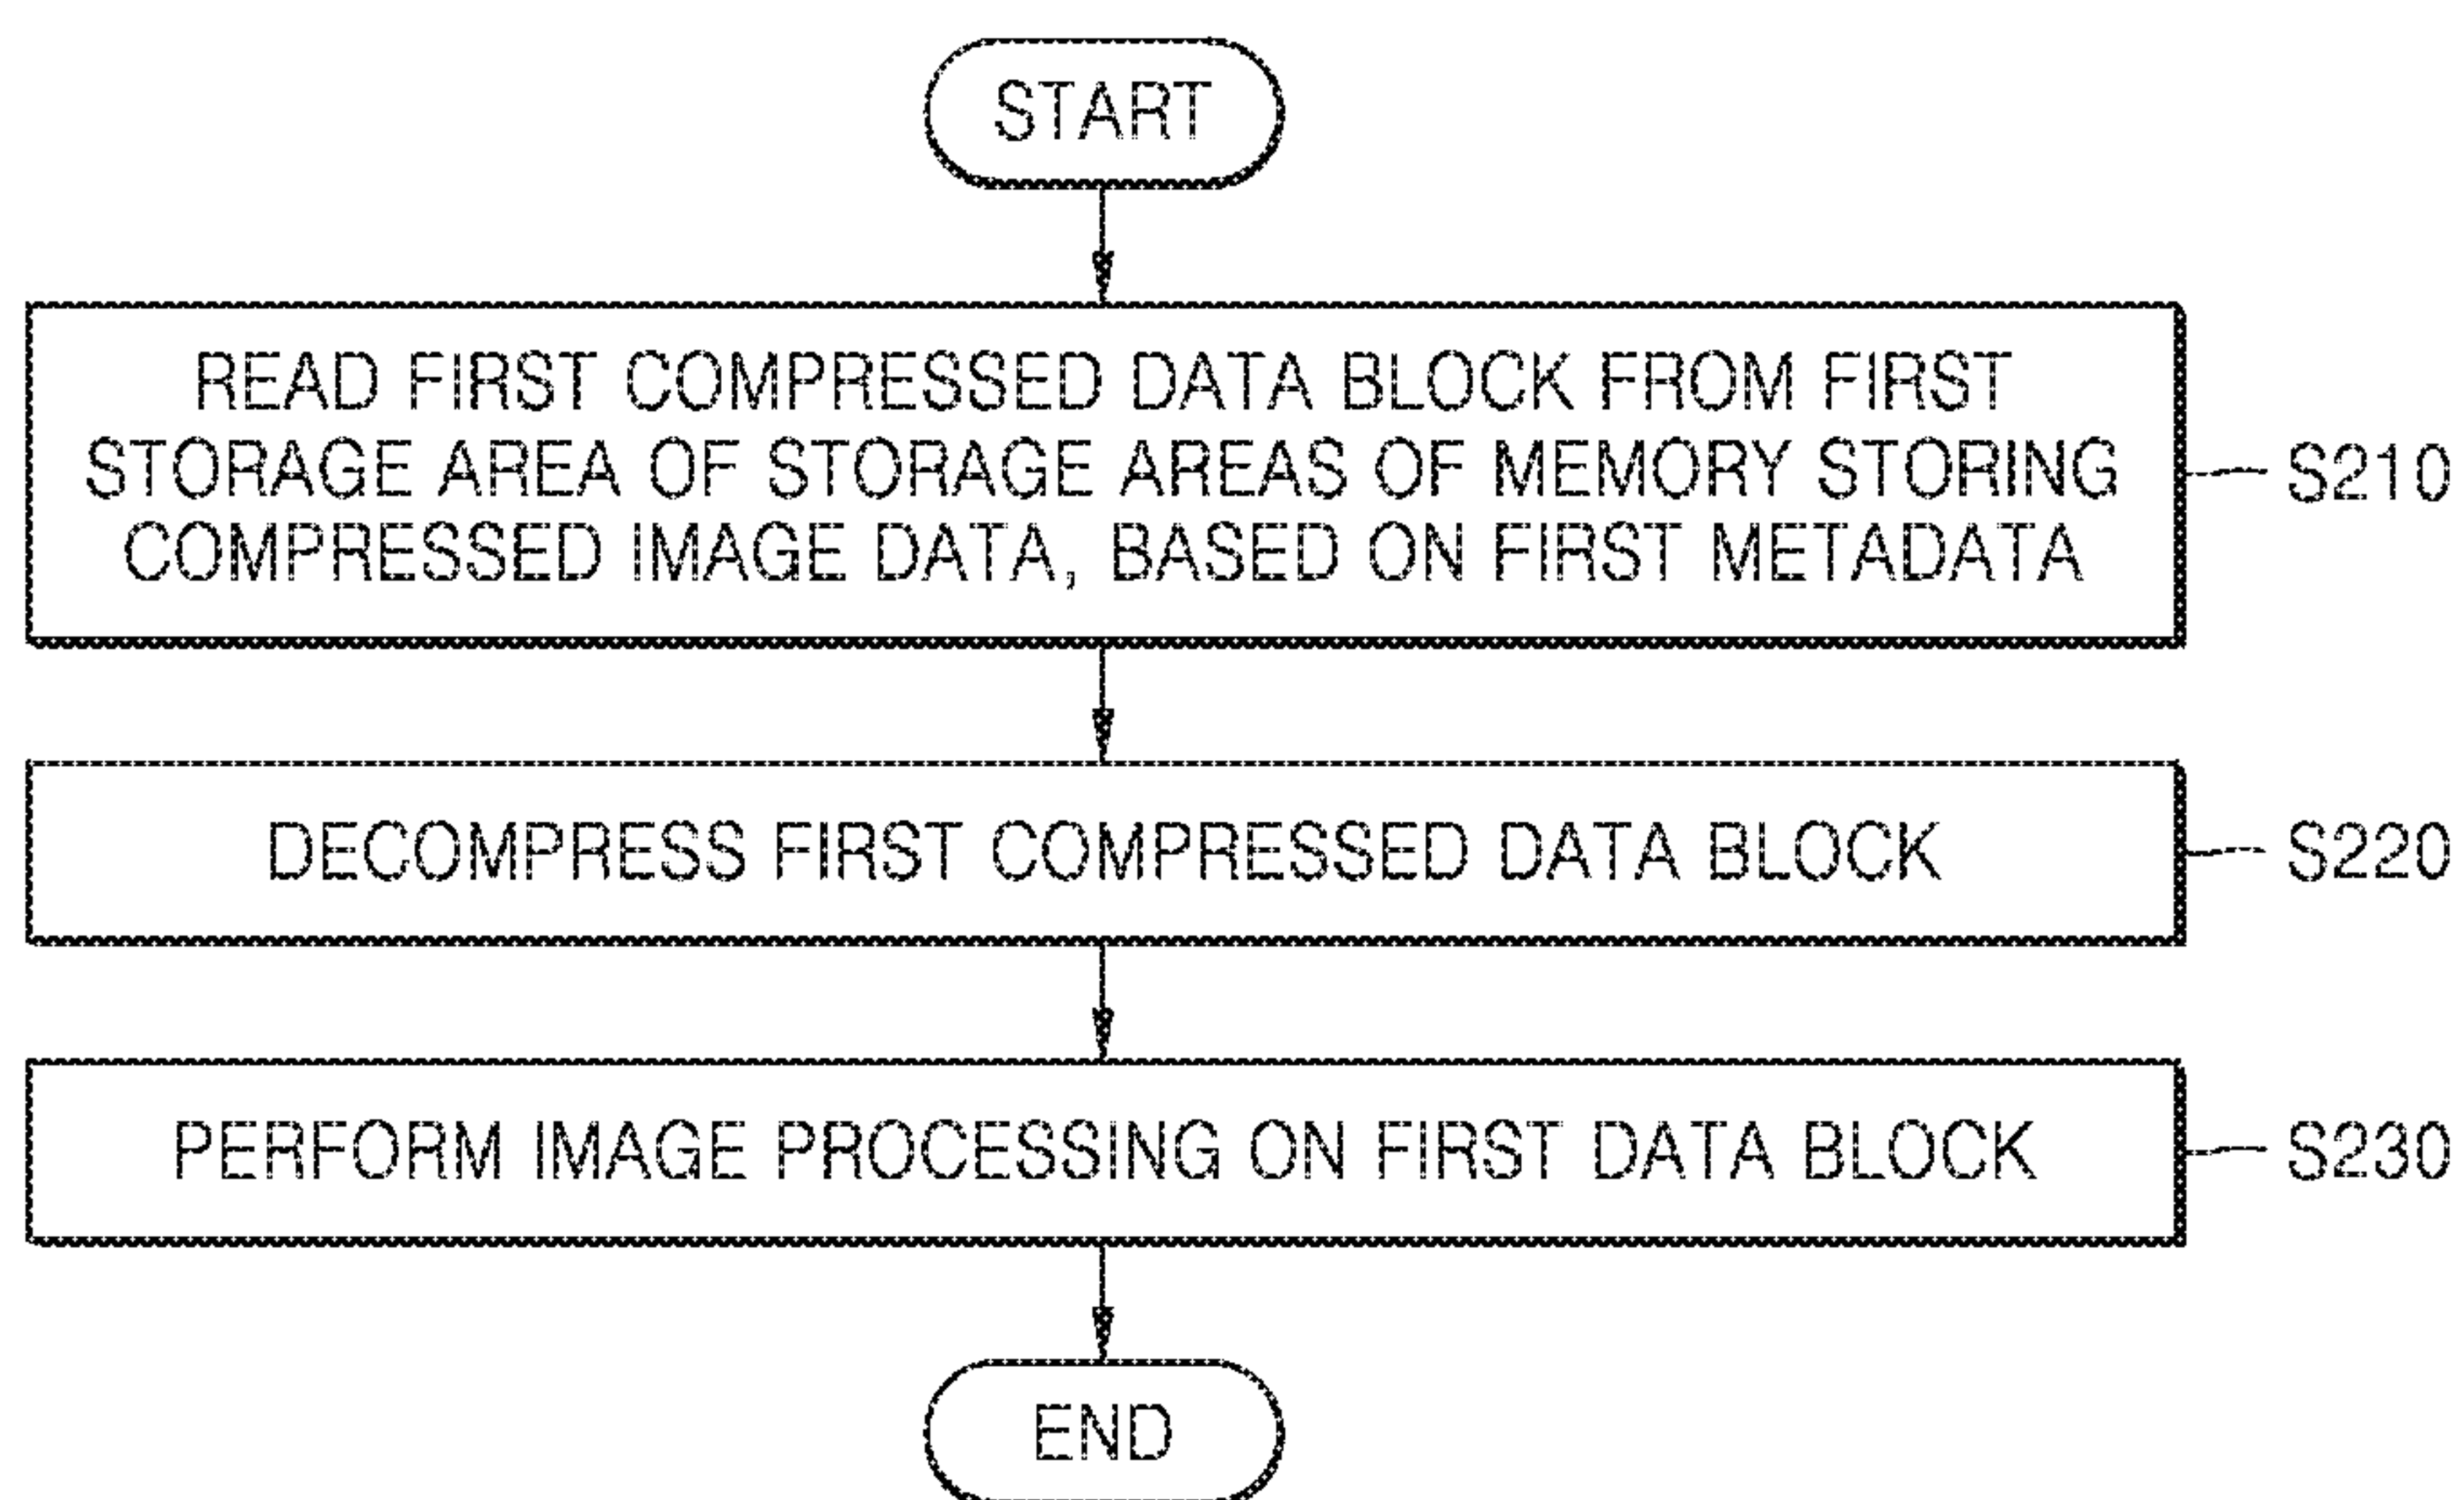 START
READ FIRST COMPRESSED DATA BLOCK FROM FIRST
STORAGE AREA OF STORAGE AREAS OF MEMORY STORING
COMPRESSED IMAGE DATA, BASED ON FIRST METADATA
S210
DECOMPRESS FIRST COMPRESSED DATA BLOCK
S220
PERFORM IMAGE PROCESSING ON FIRST DATA BLOCK
S230
END